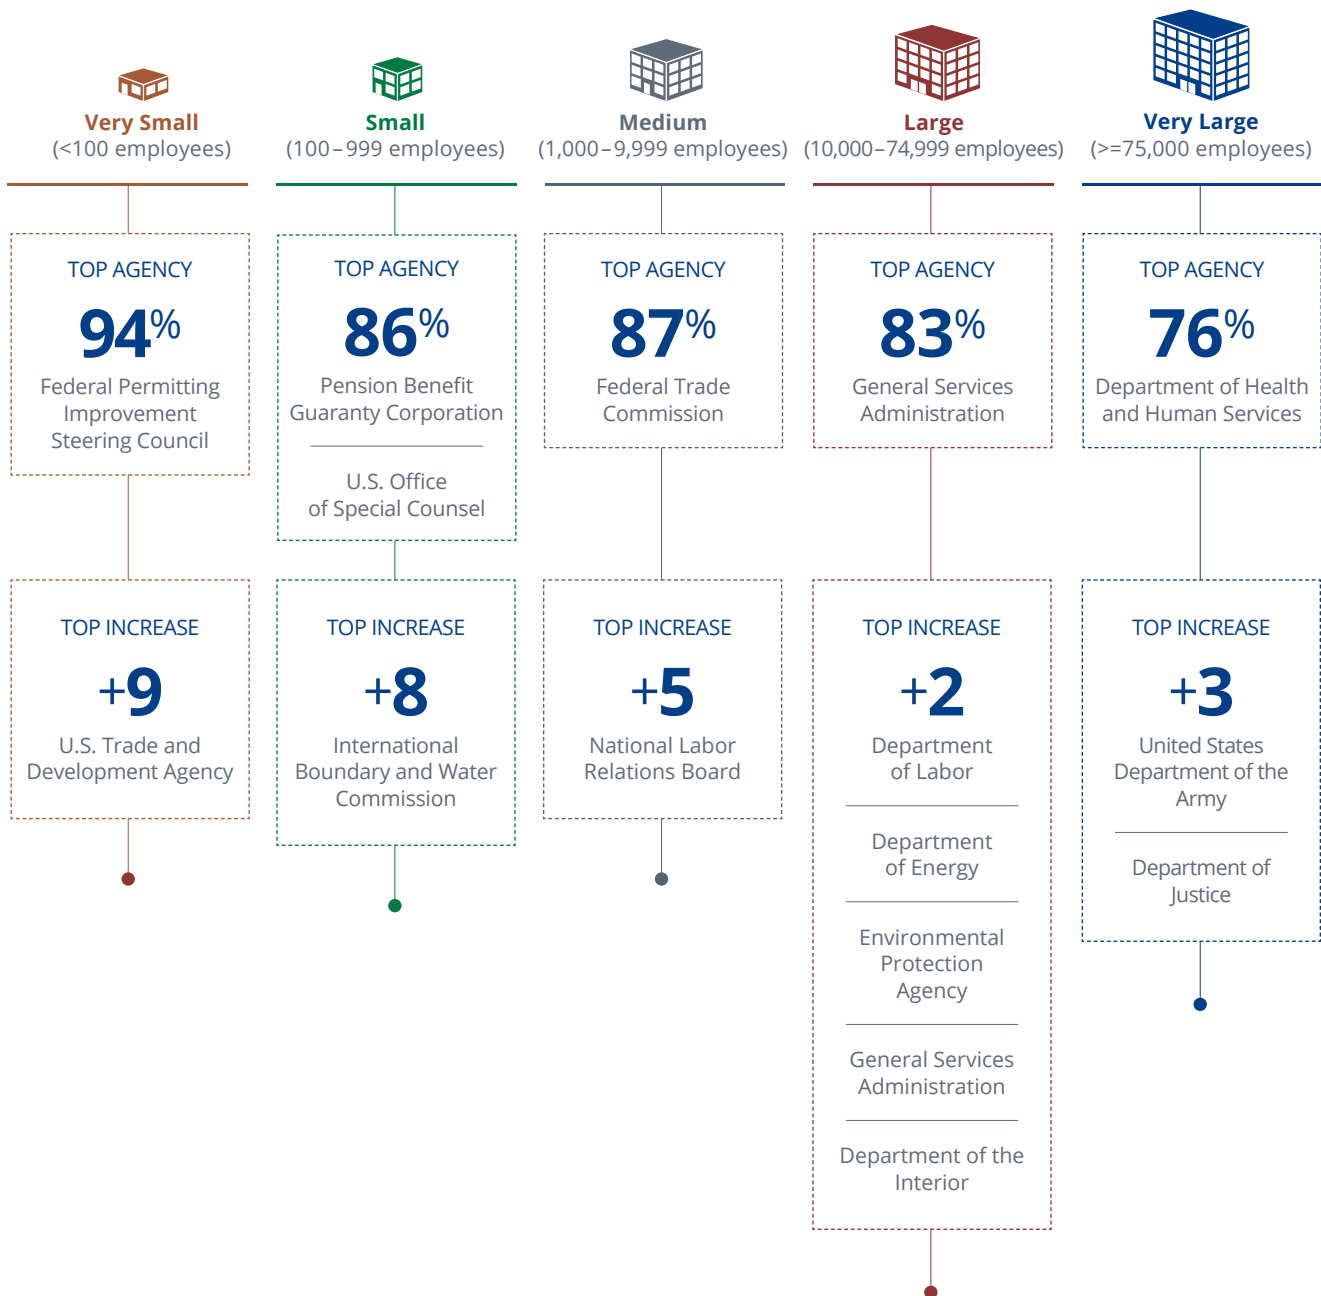 Very Small
(<100 employees)
TOP AGENCY
94%
Federal Permitting
Improvement
Steering Council
TOP INCREASE
+9
U.S. Trade and
Development Agency
Small
(100–999 employees)
TOP AGENCY
86%
Pension Benefit
Guaranty Corporation
U.S. Office
of Special Counsel
TOP INCREASE
+8
International
Boundary and Water
Commission
Medium
(1,000–9,999 employees)
TOP AGENCY
87%
Federal Trade
Commission
TOP INCREASE
+5
National Labor
Relations Board
Large
(10,000–74,999 employees)
TOP AGENCY
83%
General Services
Administration
TOP INCREASE
+2
Department
of Labor
Department
of Energy
Environmental
Protection
Agency
General Services
Administration
Department of the
Interior
Very Large
(>=75,000 employees)
TOP AGENCY
76%
Department of Health
and Human Services
TOP INCREASE
+3
United States
Department of the
Army
Department of
Justice